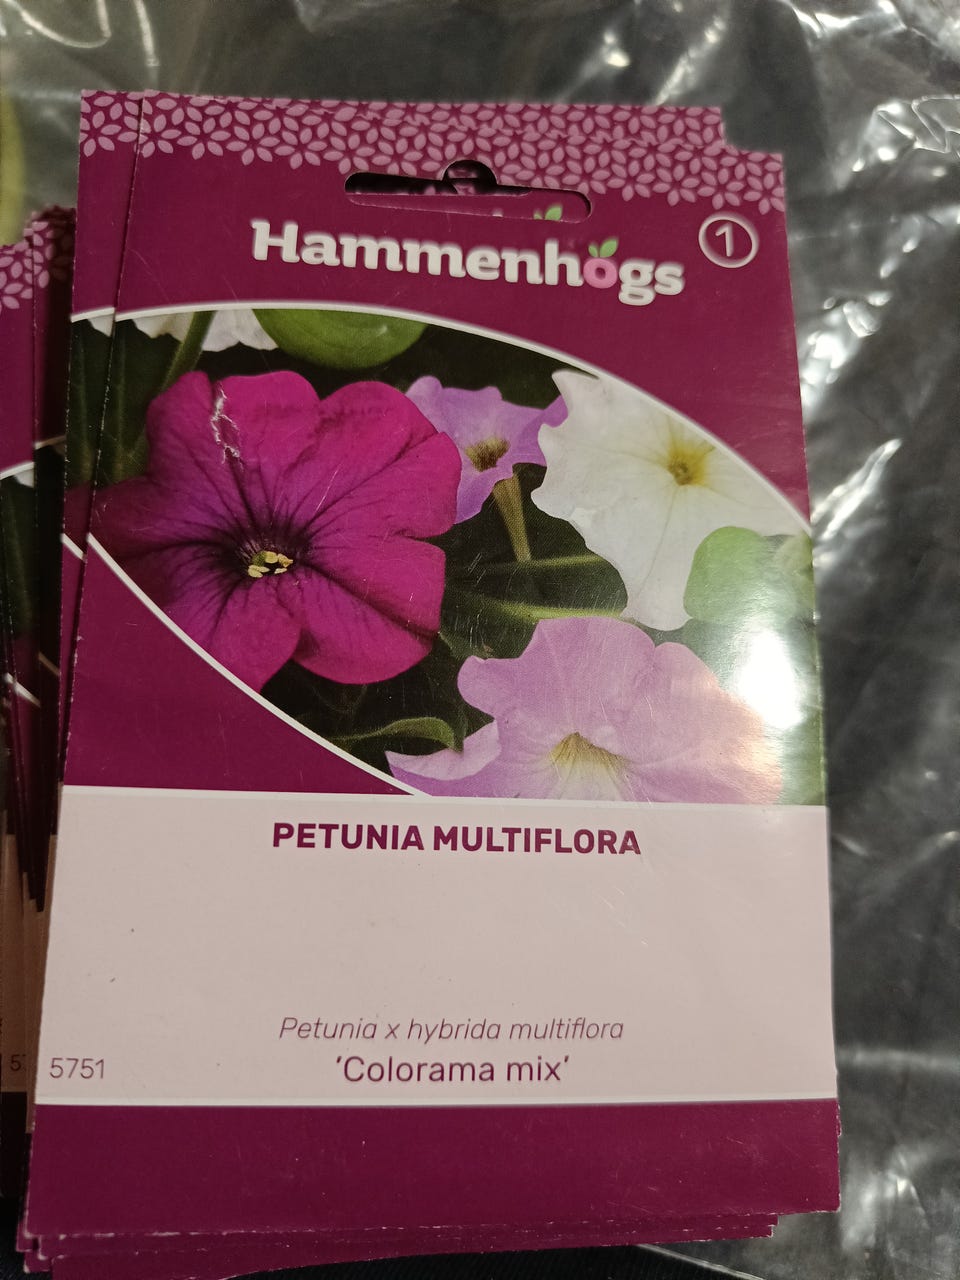 Hammenhögs
1
PETUNIA MULTIFLORA
Petunia x hybrida multiflora
'Colorama mix'
5751